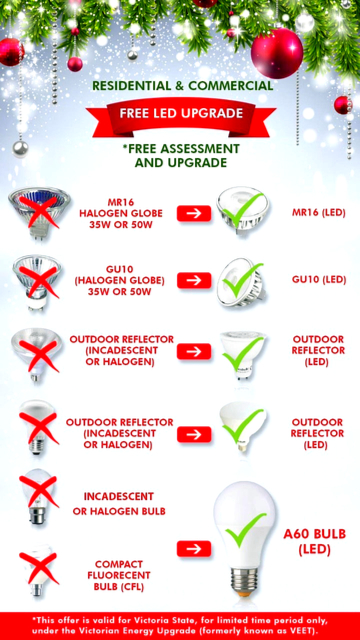 RESIDENTIAL & COMMERCIAL
FREE LED UPGRADE
*FREE ASSESSMENT
AND UPGRADE
MR16
HALOGEN GLOBE
35W OR 50W
MR16 (LED)
GU10
(HALOGEN GLOBE)
35W OR 50W
GU10 (LED)
OUTDOOR REFLECTOR
(INCADESCENT
OR HALOGEN)
OUTDOOR
REFLECTOR
(LED)
OUTDOOR REFLECTOR
(INCADESCENT
OR HALOGEN)
OUTDOOR
REFLECTOR
(LED)
INCADESCENT
OR HALOGEN BULB
COMPACT
FLUORECENT
BULB (CFL)
A60 BULB
(LED)
*This offer is valid for Victoria State, for limited time period only,
under the Victorian Energy Upgrade (formerly known as VEET).